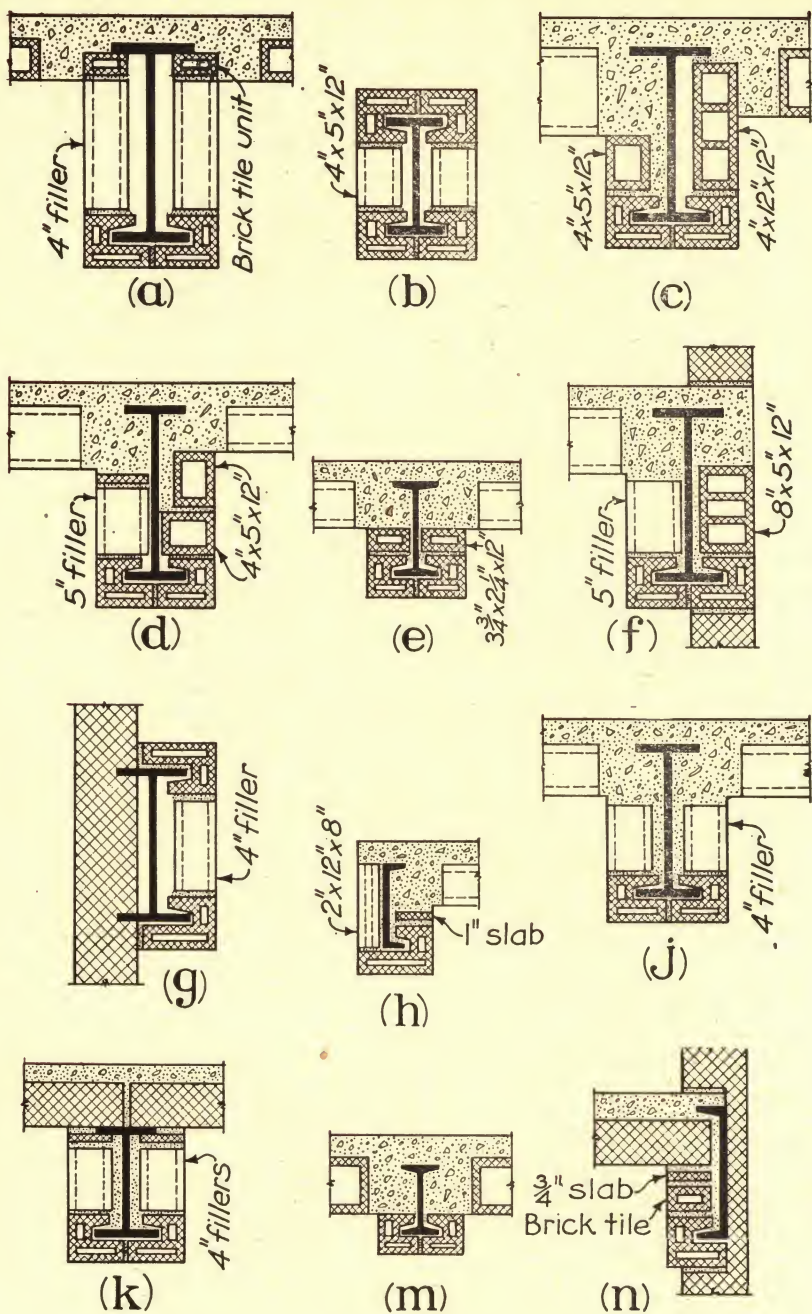 4" filler
Brick tile unit
(a)
4"x5"x12"
(b)
4"x5"x12"
4"x12"x12"
(c)
5" filler
4"x5"x12"
(d)
3¾"x2¼"x12"
(e)
5" filler
8"x5"x12"
(f)
4" filler
(g)
2"x12"x8"
1" slab
(h)
4" filler
(j)
4" fillers
(k)
(m)
¾" slab
Brick tile
(n)